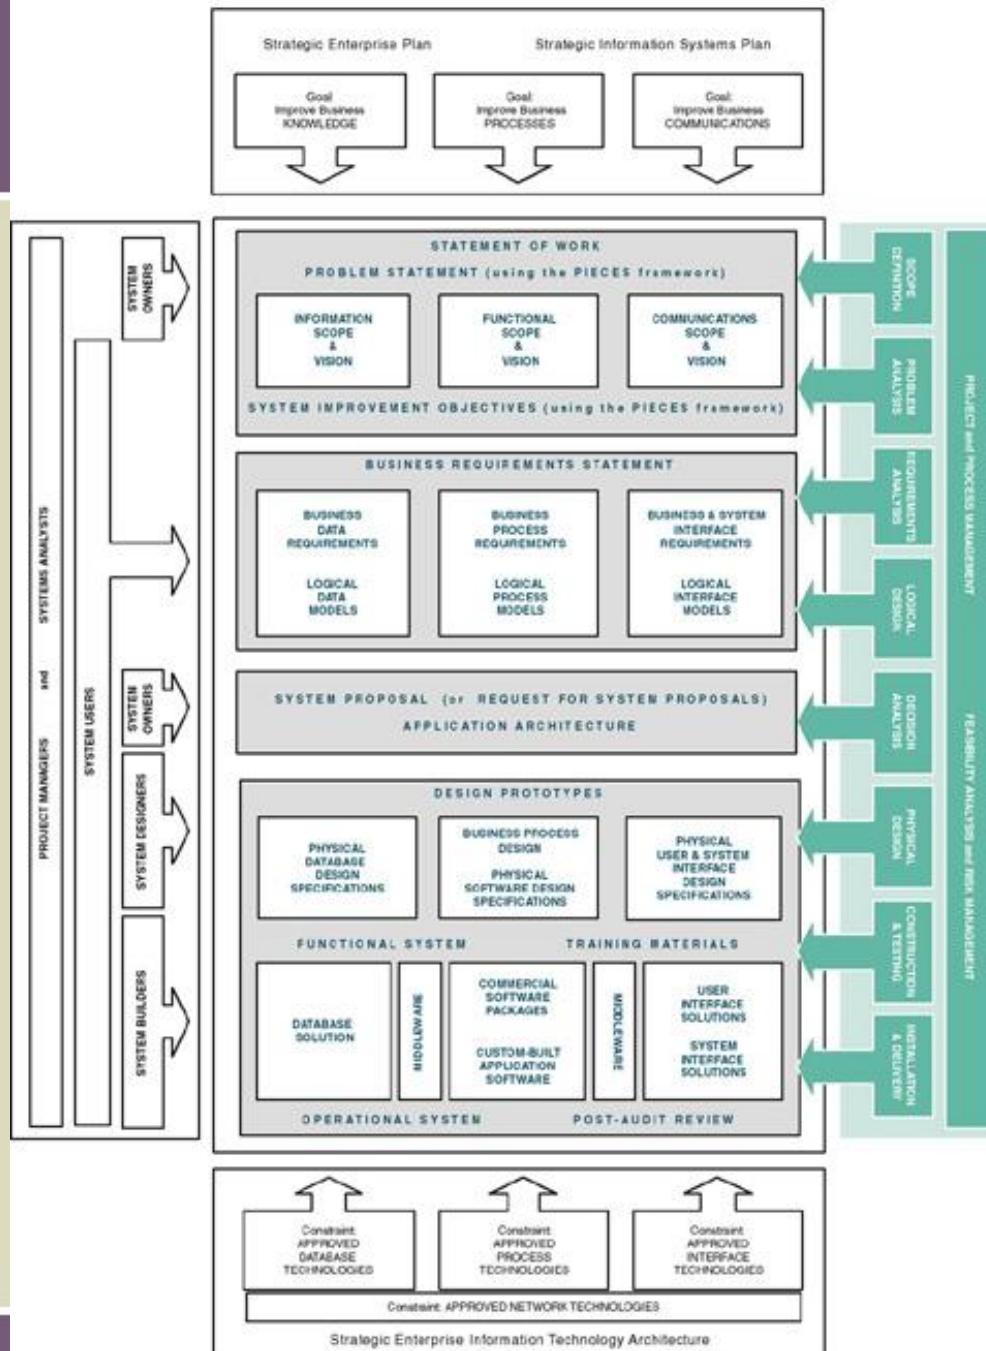 Strategic Enterprise Plan
Strategic Information Systems Plan
Goal:
Improve Business
KNOWLEDGE
Goal:
Improve Business
PROCESSES
Goal:
Improve Business
COMMUNICATIONS
PROJECT MANAGERS and SYSTEMS ANALYSTS
SYSTEM USERS
SYSTEM
OWNERS
SYSTEM
OWNERS
SYSTEM DESIGNERS
SYSTEM BUILDERS
STATEMENT OF WORK
PROBLEM STATEMENT (using the PIECES framework)
INFORMATION
SCOPE
&
VISION
FUNCTIONAL
SCOPE
&
VISION
COMMUNICATIONS
SCOPE
&
VISION
SYSTEM IMPROVEMENT OBJECTIVES (using the PIECES framework)
BUSINESS REQUIREMENTS STATEMENT
BUSINESS
DATA
REQUIREMENTS
LOGICAL
DATA
MODELS
BUSINESS
PROCESS
REQUIREMENTS
LOGICAL
PROCESS
MODELS
BUSINESS & SYSTEM
INTERFACE
REQUIREMENTS
LOGICAL
INTERFACE
MODELS
SYSTEM PROPOSAL (or REQUEST FOR SYSTEM PROPOSALS)
APPLICATION ARCHITECTURE
DESIGN PROTOTYPES
PHYSICAL
DATABASE
DESIGN
SPECIFICATIONS
BUSINESS PROCESS
DESIGN
PHYSICAL
SOFTWARE DESIGN
SPECIFICATIONS
PHYSICAL
USER & SYSTEM
INTERFACE
DESIGN
SPECIFICATIONS
FUNCTIONAL SYSTEM
TRAINING MATERIALS
DATABASE
SOLUTION
MIDDLEWARE
COMMERCIAL
SOFTWARE
PACKAGES
CUSTOM-BUILT
APPLICATION
SOFTWARE
MIDDLEWARE
USER
INTERFACE
SOLUTIONS
SYSTEM
INTERFACE
SOLUTIONS
OPERATIONAL SYSTEM
POST-AUDIT REVIEW
SCOPE
DEFINITION
PROBLEM
ANALYSIS
REQUIREMENTS
ANALYSIS
LOGICAL
DESIGN
DECISION
ANALYSIS
PHYSICAL
DESIGN
CONSTRUCTION
& TESTING
INSTALLATION
& DELIVERY
PROJECT and PROCESS MANAGEMENT
FEASIBILITY ANALYSIS and RISK MANAGEMENT
Constraint:
APPROVED
DATABASE
TECHNOLOGIES
Constraint:
APPROVED
PROCESS
TECHNOLOGIES
Constraint:
APPROVED
INTERFACE
TECHNOLOGIES
Constraint: APPROVED NETWORK TECHNOLOGIES
Strategic Enterprise Information Technology Architecture